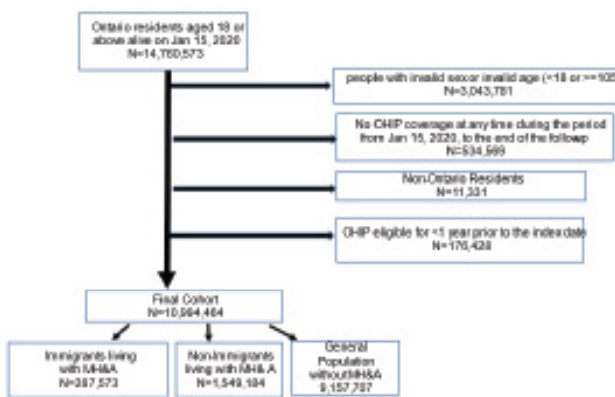 Ontario residents aged 18 or
above alive on Jan 15, 2020
N=14,760,573
people with invalid sex or invalid age (<18 or >=105
N=3,043,781
No OHIP coverage at any time during the period
from Jan 15, 2020, to the end of the followup
N=534,569
Non-Ontario Residents
N=11,331
OHIP eligible for <1 year prior to the index date
N=176,428
Final Cohort
N=10,994,464
Immigrants living
with MH&A
N=287,573
Non-Immigrants
living with MH& A
N=1,549,184
General
Population
without MH&A
9,157,707